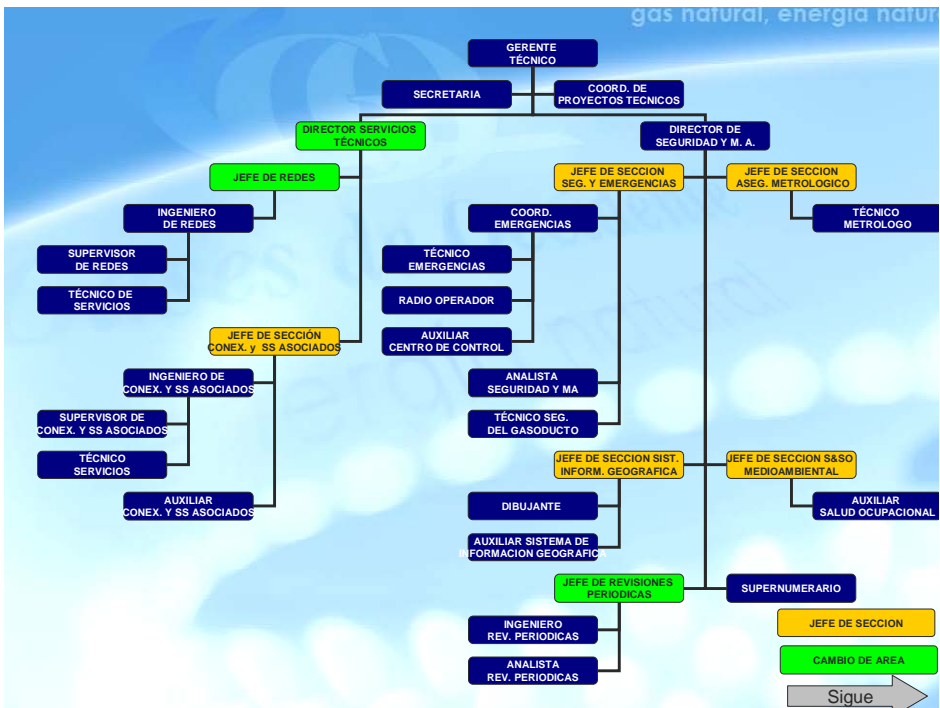 gas natural, energía natur
GERENTE
TÉCNICO
SECRETARIA
COORD. DE
PROYECTOS TECNICOS
DIRECTOR SERVICIOS
TÉCNICOS
DIRECTOR DE
SEGURIDAD Y M. A.
JEFE DE REDES
JEFE DE SECCION
SEG. Y EMERGENCIAS
JEFE DE SECCION
ASEG. METROLOGICO
INGENIERO
DE REDES
COORD.
EMERGENCIAS
TÉCNICO
METROLOGO
SUPERVISOR
DE REDES
TÉCNICO
EMERGENCIAS
TÉCNICO DE
SERVICIOS
RADIO OPERADOR
JEFE DE SECCIÓN
CONEX. y SS ASOCIADOS
AUXILIAR
CENTRO DE CONTROL
INGENIERO DE
CONEX. Y SS ASOCIADOS
ANALISTA
SEGURIDAD Y MA
SUPERVISOR DE
CONEX. Y SS ASOCIADOS
TÉCNICO SEG.
DEL GASODUCTO
TÉCNICO
SERVICIOS
JEFE DE SECCION SIST.
INFORM. GEOGRAFICA
JEFE DE SECCION S&SO
MEDIOAMBIENTAL
AUXILIAR
CONEX. Y SS ASOCIADOS
DIBUJANTE
AUXILIAR
SALUD OCUPACIONAL
AUXILIAR SISTEMA DE
INFORMACION GEOGRAFICA
JEFE DE REVISIONES
PERIODICAS
SUPERNUMERARIO
INGENIERO
REV. PERIODICAS
JEFE DE SECCION
ANALISTA
REV. PERIODICAS
CAMBIO DE AREA
Sigue